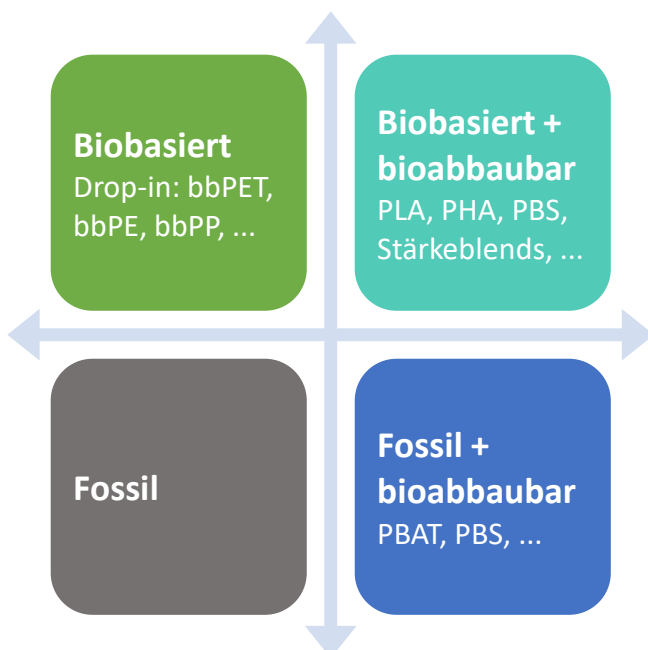 Biobasiert
Drop-in: bbPET,
bbPE, bbPP, ...
Biobasiert +
bioabbaubar
PLA, PHA, PBS,
Stärkeblends, ...
Fossil
Fossil +
bioabbaubar
PBAT, PBS, ...